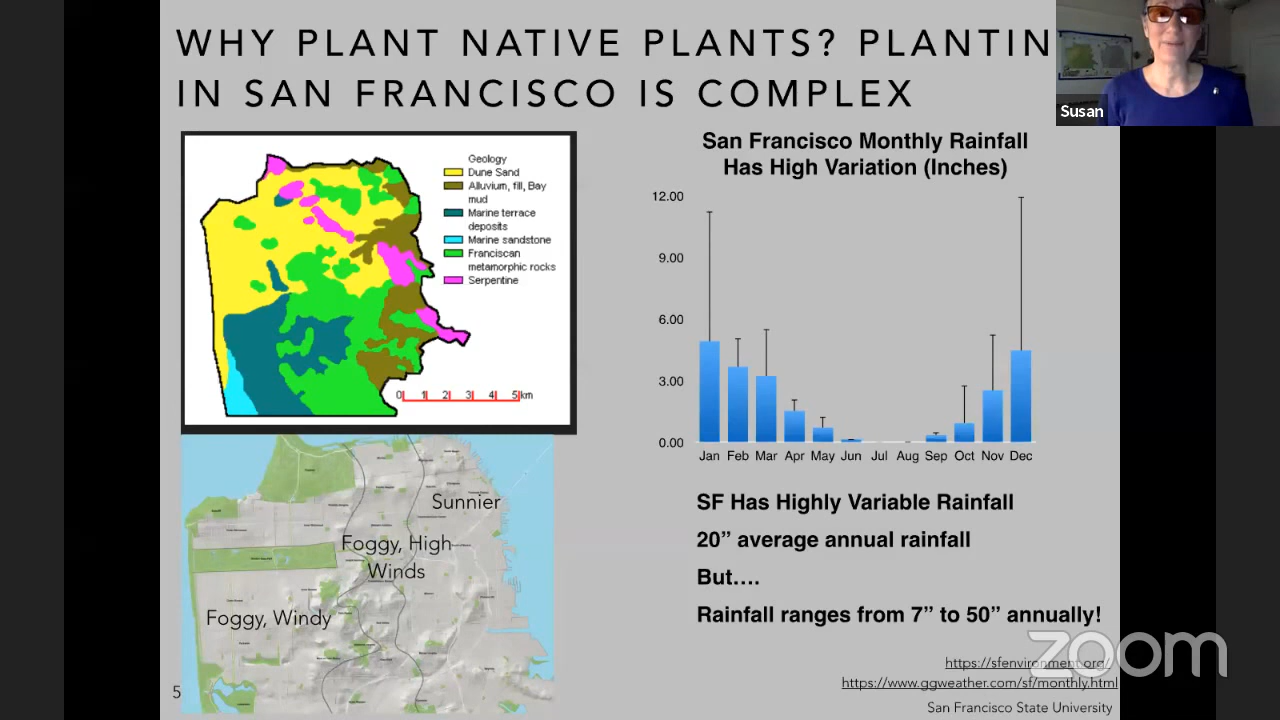 WHY PLANT NATIVE PLANTS? PLANTIN
IN SAN FRANCISCO IS COMPLEX
Susan
Geology
Dune Sand
Alluvium, fill, Bay
mud
Marine terrace
deposits
Marine sandstone
Franciscan
metamorphic rocks
Serpentine
0 1 2 3 4 5 km
San Francisco Monthly Rainfall
Has High Variation (Inches)
12.00
9.00
6.00
3.00
0.00
Jan Feb Mar Apr May Jun Jul Aug Sep Oct Nov Dec
Sunnier
Foggy, High
Winds
Foggy, Windy
SF Has Highly Variable Rainfall
20” average annual rainfall
But….
Rainfall ranges from 7” to 50” annually!
https://sfenvironment.org/
https://www.ggweather.com/sf/monthly.html
San Francisco State University
5
zoom